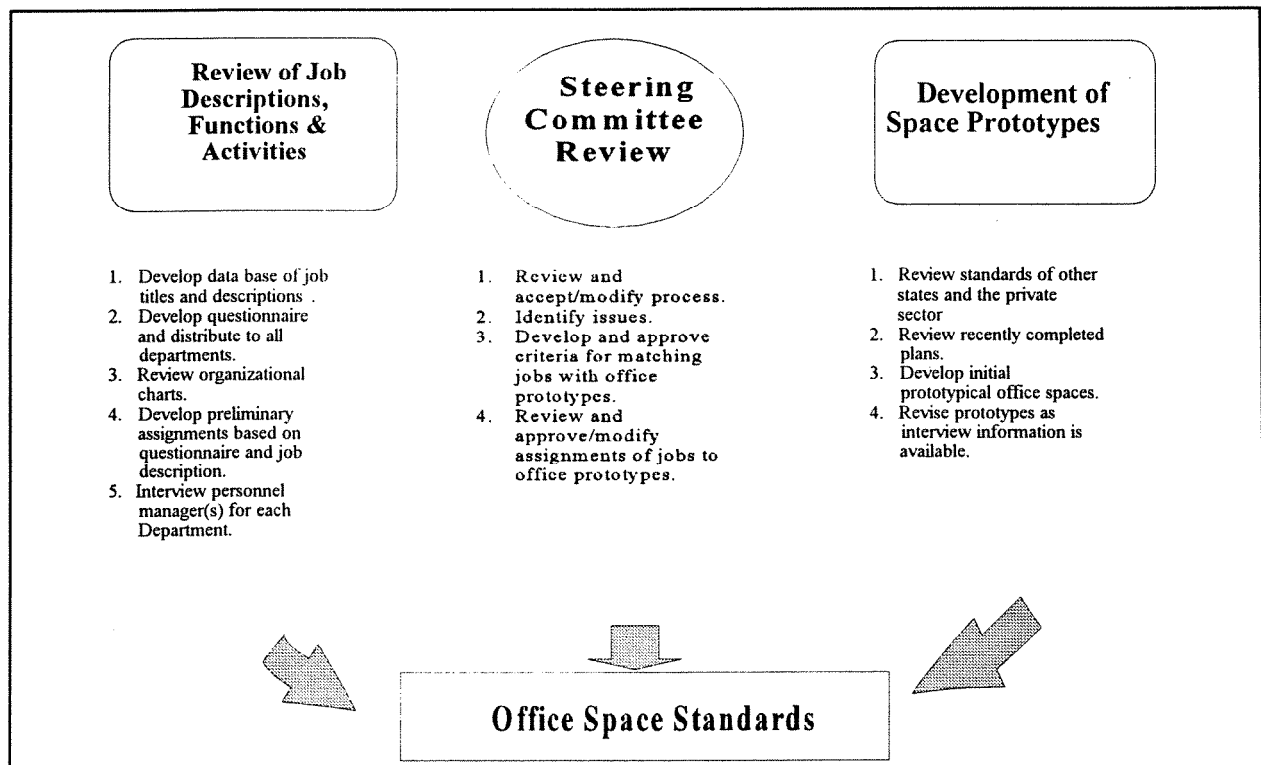 Review of Job
Descriptions,
Functions &
Activities
1. Develop data base of job
titles and descriptions .
2. Develop questionnaire
and distribute to all
departments.
3. Review organizational
charts.
4. Develop preliminary
assignments based on
questionnaire and job
description.
5. Interview personnel
manager(s) for each
Department.
Steering
Committee
Review
1. Review and
accept/modify process.
2. Identify issues.
3. Develop and approve
criteria for matching
jobs with office
prototypes.
4. Review and
approve/modify
assignments of jobs to
office prototypes.
Development of
Space Prototypes
1. Review standards of other
states and the private
sector
2. Review recently completed
plans.
3. Develop initial
prototypical office spaces.
4. Revise prototypes as
interview information is
available.
Office Space Standards